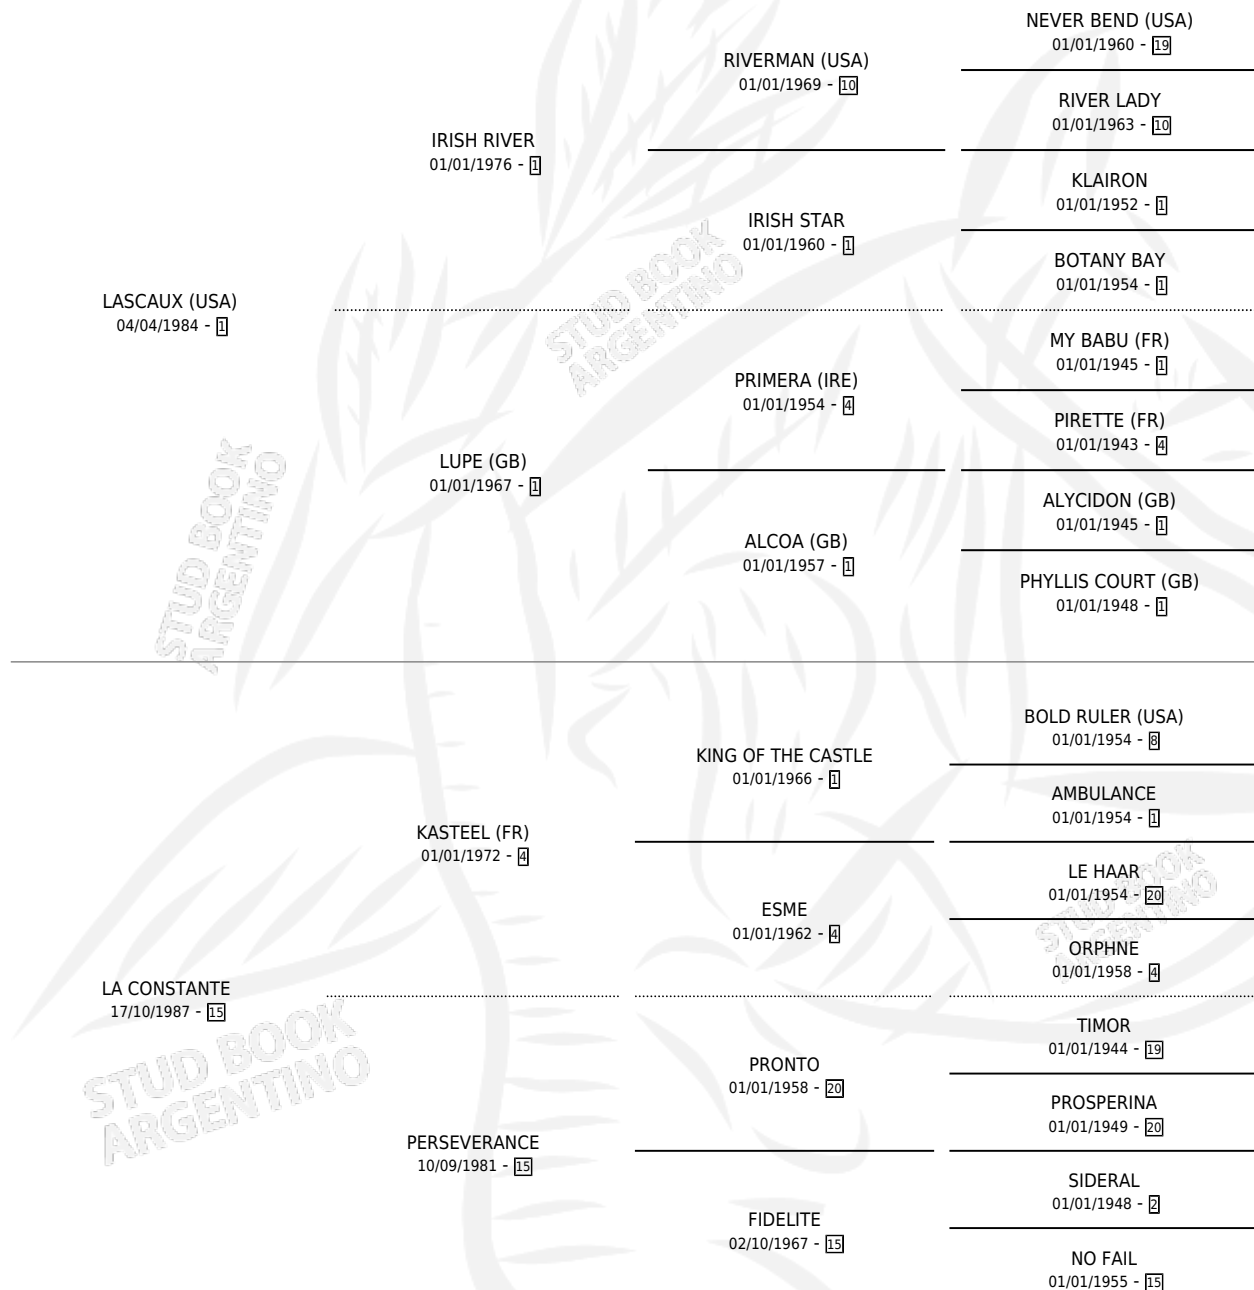 NEVER BEND (USA)
01/01/1960 - 19
RIVERMAN (USA)
01/01/1969 - 10
RIVER LADY
01/01/1963 - 10
IRISH RIVER
01/01/1976 - 1
KLAIRON
01/01/1952 - 1
IRISH STAR
01/01/1960 - 1
BOTANY BAY
01/01/1954 - 1
LASCAUX (USA)
04/04/1984 - 1
STUD BOOK
ARGENTINO
MY BABU (FR)
01/01/1945 - 1
PRIMERA (IRE)
01/01/1954 - 4
PIRETTE (FR)
01/01/1943 - 4
LUPE (GB)
01/01/1967 - 1
ALYCIDON (GB)
01/01/1945 - 1
ALCOA (GB)
01/01/1957 - 1
PHYLLIS COURT (GB)
01/01/1948 - 1
STUD BOOK
ARGENTINO
BOLD RULER (USA)
01/01/1954 - 8
KING OF THE CASTLE
01/01/1966 - 1
AMBULANCE
01/01/1954 - 1
KASTEEL (FR)
01/01/1972 - 4
LE HAAR
01/01/1954 - 20
ESME
01/01/1962 - 4
STUD BOOK
ARGENTINO
ORPHNE
01/01/1958 - 4
LA CONSTANTE
17/10/1987 - 15
TIMOR
01/01/1944 - 19
PRONTO
01/01/1958 - 20
STUD BOOK
ARGENTINO
PROSPERINA
01/01/1949 - 20
PERSEVERANCE
10/09/1981 - 15
SIDERAL
01/01/1948 - 2
FIDELITE
02/10/1967 - 15
NO FAIL
01/01/1955 - 15